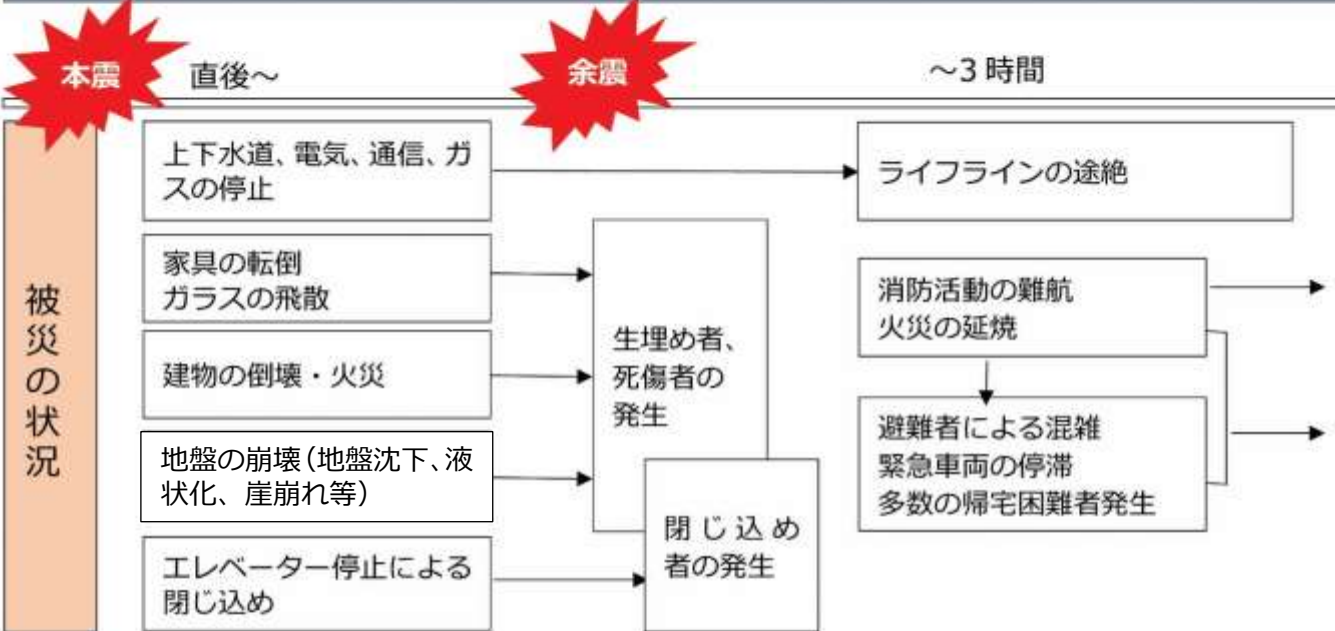 本震
直後～
余震
～3時間
被災の状況
上下水道、電気、通信、ガ
スの停止
ライフラインの途絶
家具の転倒
ガラスの飛散
建物の倒壊・火災
地盤の崩壊(地盤沈下、液
状化、崖崩れ等)
エレベーター停止による
閉じ込め
生埋め者、
死傷者の
発生
閉じ込め
者の発生
消防活動の難航
火災の延焼
避難者による混雑
緊急車両の停滞
多数の帰宅困難者発生